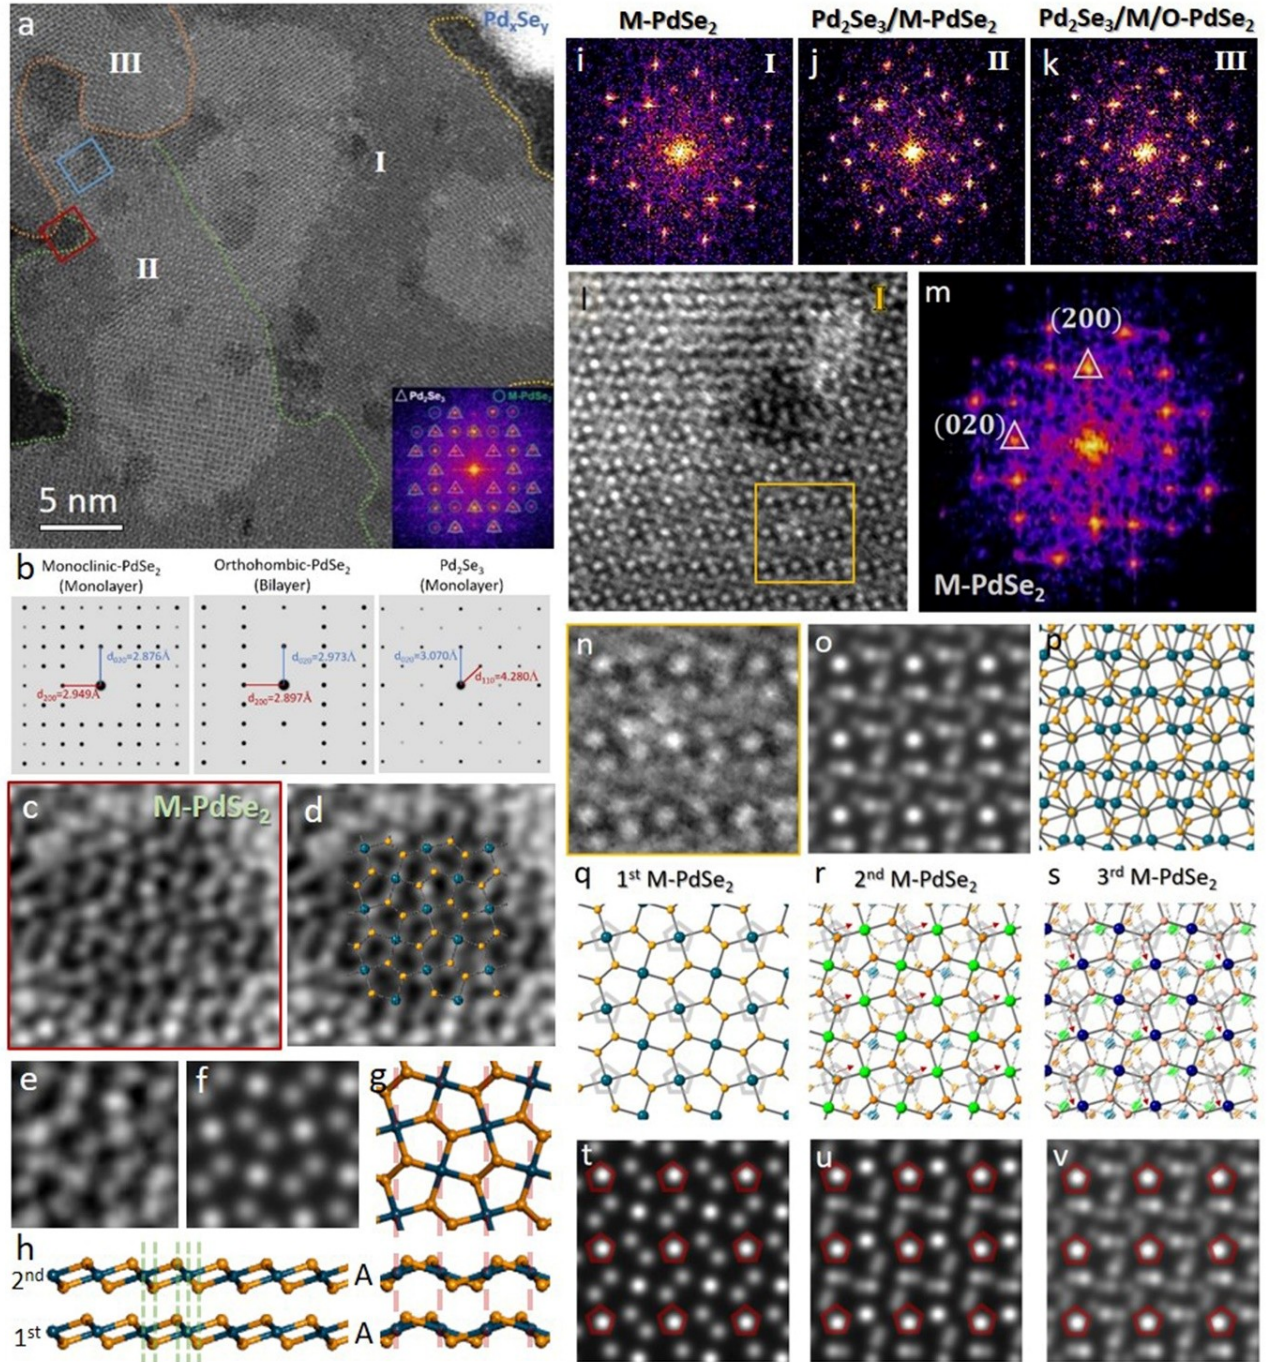 a
III
PdxSey
I
II
△ Pd2Se3
○ M-PdSe2
5 nm
b
Monoclinic-PdSe2
(Monolayer)
Orthohombic-PdSe2
(Bilayer)
Pd2Se3
(Monolayer)
d020=2.876Å
d200=2.949Å
d020=2.973Å
d200=2.897Å
d020=3.070Å
d110=4.280Å
c
M-PdSe2
d
e
f
g
h
2nd
A
1st
A
M-PdSe2
Pd2Se3/M-PdSe2
Pd2Se3/M/O-PdSe2
i
I
j
II
k
III
l
I
m
(200)
(020)
M-PdSe2
n
o
p
q
1st M-PdSe2
r
2nd M-PdSe2
s
3rd M-PdSe2
t
u
v